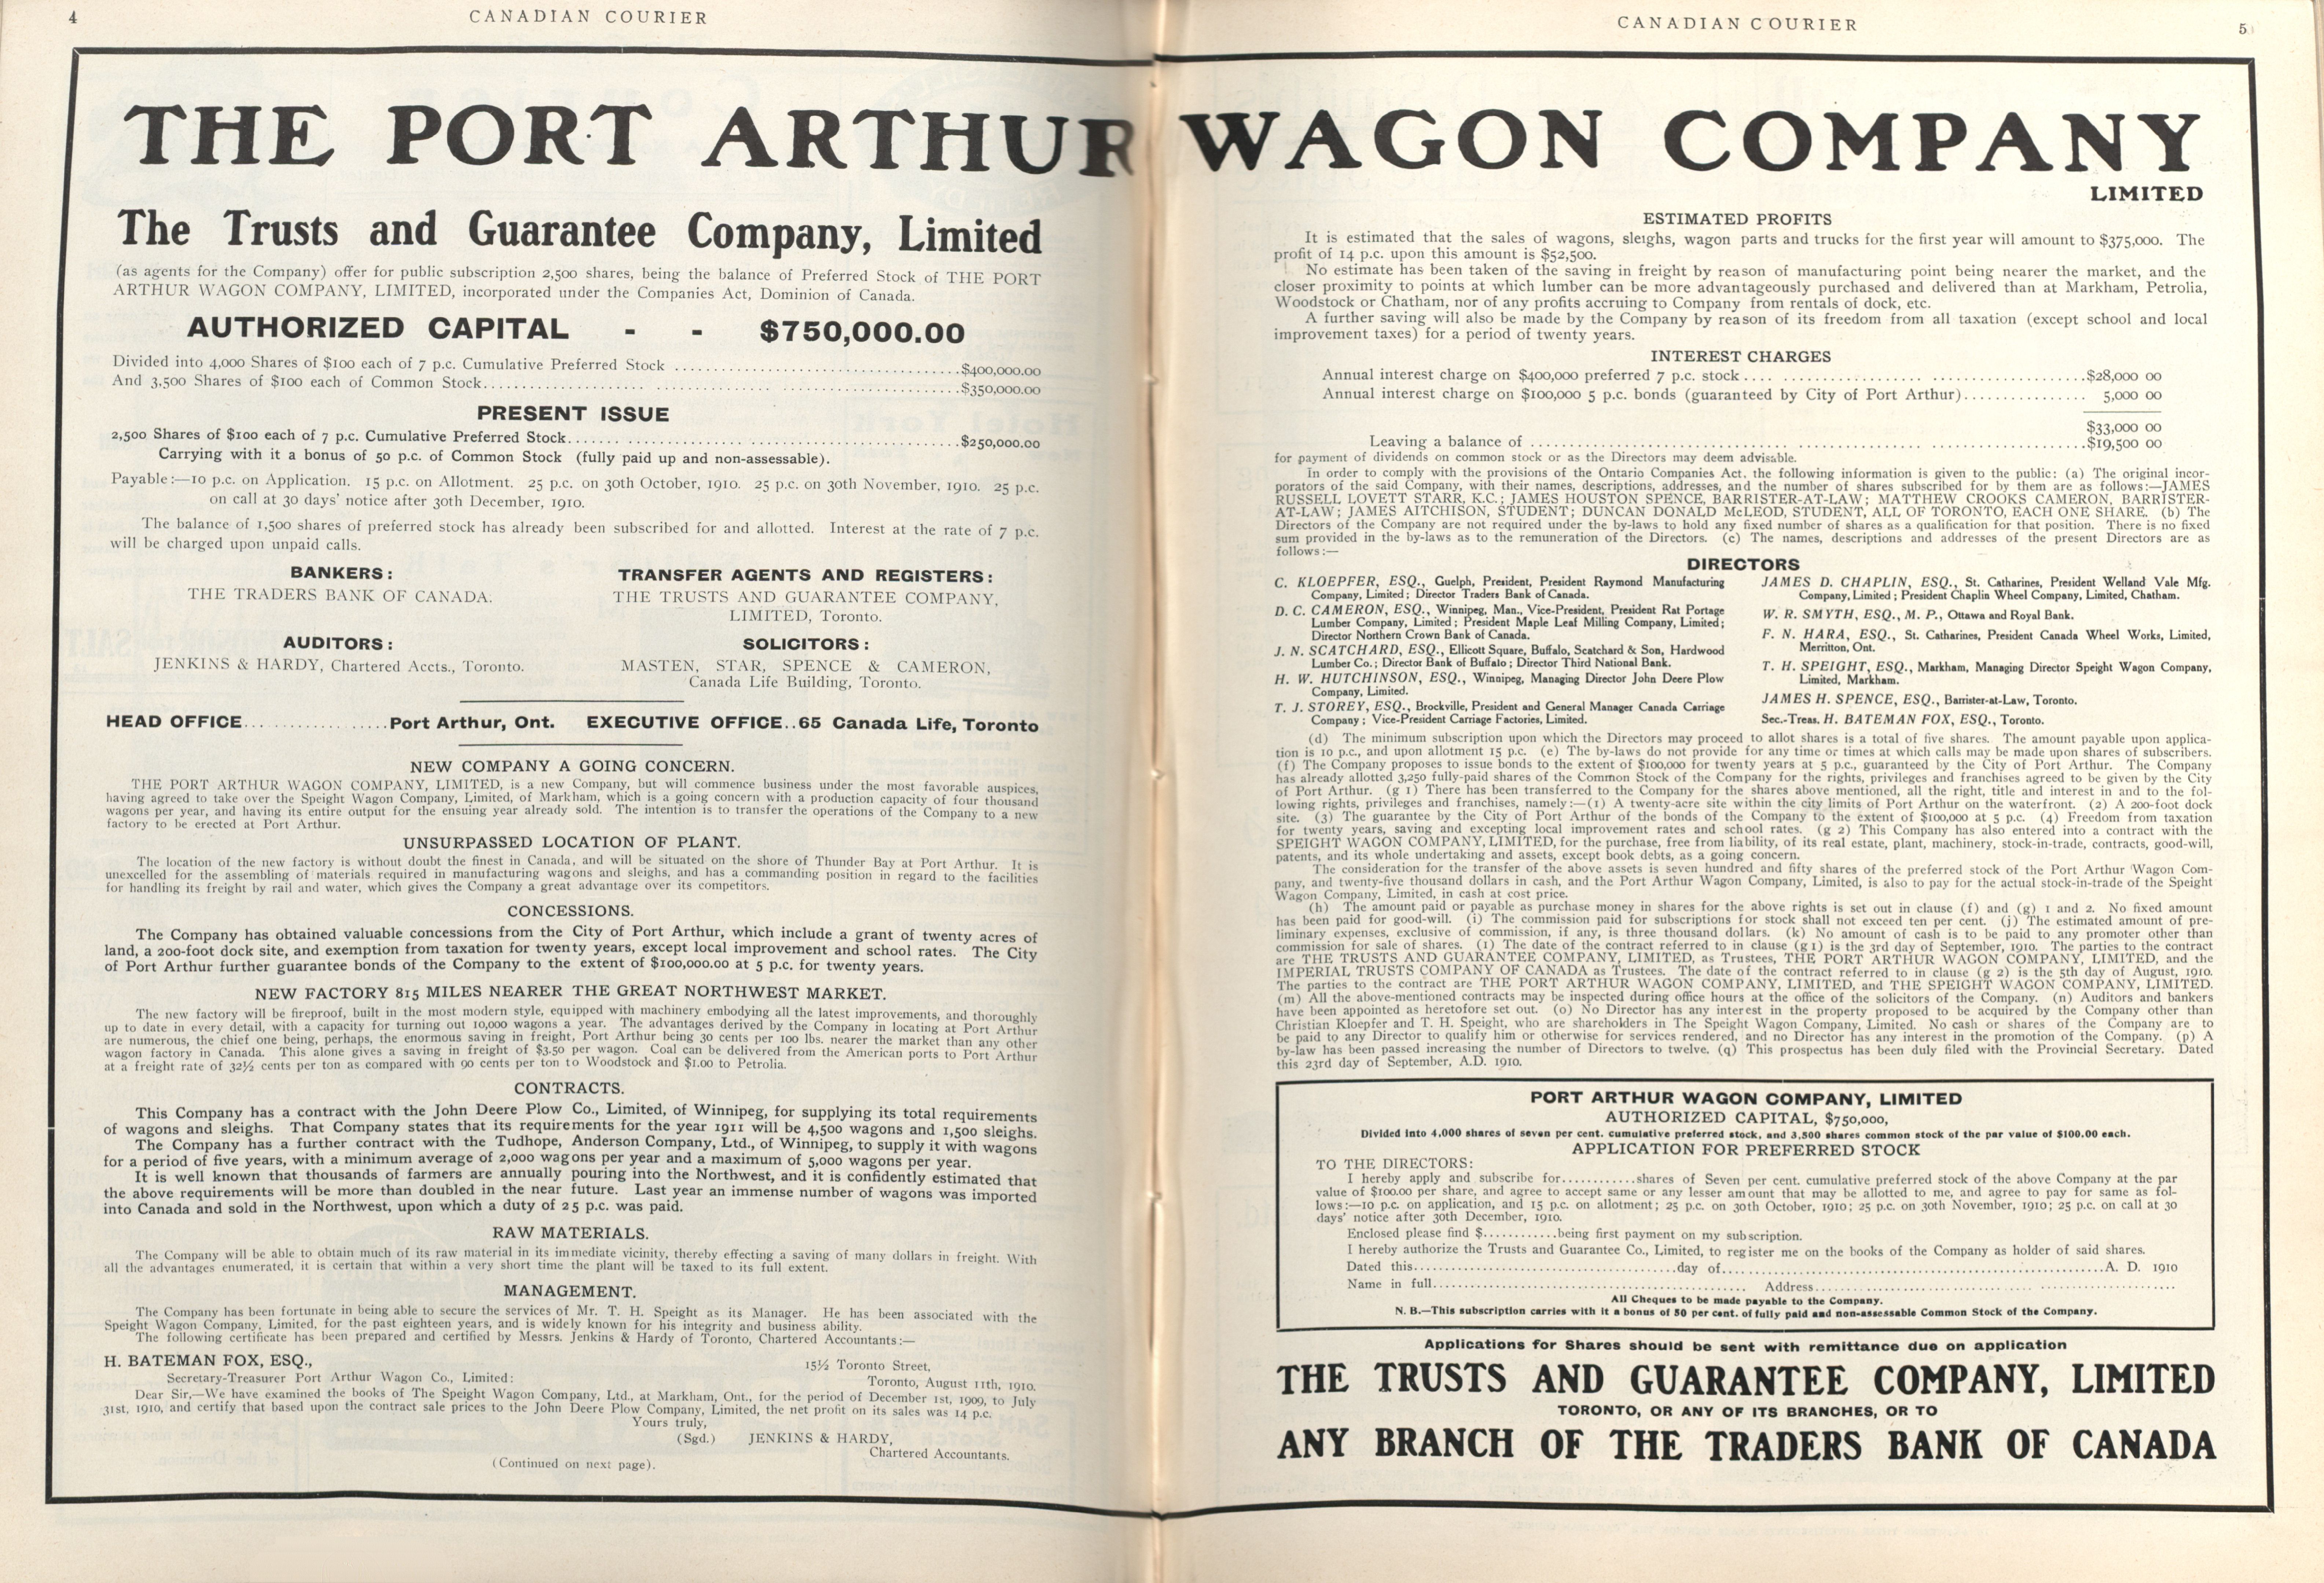 4
CANADIAN COURIER
THE PORT ARTHUR WAGON COMPANY
LIMITED
The Trusts and Guarantee Company, Limited
(as agents for the Company) offer for public subscription 2,500 shares, being the balance of Preferred Stock of THE PORT
ARTHUR WAGON COMPANY, LIMITED, incorporated under the Companies Act, Dominion of Canada.
AUTHORIZED CAPITAL - - $750,000.00
Divided into 4,000 Shares of $100 each of 7 p.c. Cumulative Preferred Stock ........ $400,000.00
And 3,500 Shares of $100 each of Common Stock........ $350,000.00
PRESENT ISSUE
2,500 Shares of $100 each of 7 p.c. Cumulative Preferred Stock........ $250,000.00
Carrying with it a bonus of 50 p.c. of Common Stock (fully paid up and non-assessable).
Payable:—10 p.c. on Application. 15 p.c. on Allotment. 25 p.c. on 30th October, 1910. 25 p.c. on 30th November, 1910. 25 p.c.
on call at 30 days' notice after 30th December, 1910.
The balance of 1,500 shares of preferred stock has already been subscribed for and allotted. Interest at the rate of 7 p.c.
will be charged upon unpaid calls.
BANKERS:
THE TRADERS BANK OF CANADA.
TRANSFER AGENTS AND REGISTERS:
THE TRUSTS AND GUARANTEE COMPANY,
LIMITED, Toronto.
AUDITORS:
JENKINS & HARDY, Chartered Accts., Toronto.
SOLICITORS:
MASTEN, STAR, SPENCE & CAMERON,
Canada Life Building, Toronto.
HEAD OFFICE.............Port Arthur, Ont. EXECUTIVE OFFICE..65 Canada Life, Toronto
NEW COMPANY A GOING CONCERN.
THE PORT ARTHUR WAGON COMPANY, LIMITED, is a new Company, but will commence business under the most favorable auspices,
having agreed to take over the Speight Wagon Company, Limited, of Markham, which is a going concern with a production capacity of four thousand
wagons per year, and having its entire output for the ensuing year already sold. The intention is to transfer the operations of the Company to a new
factory to be erected at Port Arthur.
UNSURPASSED LOCATION OF PLANT.
The location of the new factory is without doubt the finest in Canada, and will be situated on the shore of Thunder Bay at Port Arthur. It is
unexcelled for the assembling of materials required in manufacturing wagons and sleighs, and has a commanding position in regard to the facilities
for handling its freight by rail and water, which gives the Company a great advantage over its competitors.
CONCESSIONS.
The Company has obtained valuable concessions from the City of Port Arthur, which include a grant of twenty acres of
land, a 200-foot dock site, and exemption from taxation for twenty years, except local improvement and school rates. The City
of Port Arthur further guarantee bonds of the Company to the extent of $100,000.00 at 5 p.c. for twenty years.
NEW FACTORY 815 MILES NEARER THE GREAT NORTHWEST MARKET.
The new factory will be fireproof, built in the most modern style, equipped with machinery embodying all the latest improvements, and thoroughly
up to date in every detail, with a capacity for turning out 10,000 wagons a year. The advantages derived by the Company in locating at Port Arthur
are numerous, the chief one being, perhaps, the enormous saving in freight, Port Arthur being 30 cents per 100 lbs. nearer the market than any other
wagon factory in Canada. This alone gives a saving in freight of $3.50 per wagon. Coal can be delivered from the American ports to Port Arthur
at a freight rate of 32½ cents per ton as compared with 90 cents per ton to Woodstock and $1.00 to Petrolia.
CONTRACTS.
This Company has a contract with the John Deere Plow Co., Limited, of Winnipeg, for supplying its total requirements
of wagons and sleighs. That Company states that its requirements for the year 1911 will be 4,500 wagons and 1,500 sleighs.
The Company has a further contract with the Tudhope, Anderson Company, Ltd., of Winnipeg, to supply it with wagons
for a period of five years, with a minimum average of 2,000 wagons per year and a maximum of 5,000 wagons per year.
It is well known that thousands of farmers are annually pouring into the Northwest, and it is confidently estimated that
the above requirements will be more than doubled in the near future. Last year an immense number of wagons was imported
into Canada and sold in the Northwest, upon which a duty of 25 p.c. was paid.
RAW MATERIALS.
The Company will be able to obtain much of its raw material in its immediate vicinity, thereby effecting a saving of many dollars in freight. With
all the advantages enumerated, it is certain that within a very short time the plant will be taxed to its full extent.
MANAGEMENT.
The Company has been fortunate in being able to secure the services of Mr. T. H. Speight as its Manager. He has been associated with the
Speight Wagon Company, Limited, for the past eighteen years, and is widely known for his integrity and business ability.
The following certificate has been prepared and certified by Messrs. Jenkins & Hardy of Toronto, Chartered Accountants:—
H. BATEMAN FOX, ESQ.,
15½ Toronto Street,
Secretary-Treasurer Port Arthur Wagon Co., Limited:
Toronto, August 11th, 1910.
Dear Sir,—We have examined the books of The Speight Wagon Company, Ltd., at Markham, Ont., for the period of December 1st, 1909, to July
31st, 1910, and certify that based upon the contract sale prices to the John Deere Plow Company, Limited, the net profit on its sales was 14 p.c.
Yours truly,
(Sgd.) JENKINS & HARDY,
Chartered Accountants.
(Continued on next page).
CANADIAN COURIER
5
ESTIMATED PROFITS
It is estimated that the sales of wagons, sleighs, wagon parts and trucks for the first year will amount to $375,000. The
profit of 14 p.c. upon this amount is $52,500.
No estimate has been taken of the saving in freight by reason of manufacturing point being nearer the market, and the
closer proximity to points at which lumber can be more advantageously purchased and delivered than at Markham, Petrolia,
Woodstock or Chatham, nor of any profits accruing to Company from rentals of dock, etc.
A further saving will also be made by the Company by reason of its freedom from all taxation (except school and local
improvement taxes) for a period of twenty years.
INTEREST CHARGES
Annual interest charge on $400,000 preferred 7 p.c. stock ........ $28,000 00
Annual interest charge on $100,000 5 p.c. bonds (guaranteed by City of Port Arthur)........ 5,000 00
$33,000 00
Leaving a balance of ........ $19,500 00
for payment of dividends on common stock or as the Directors may deem advisable.
In order to comply with the provisions of the Ontario Companies Act, the following information is given to the public: (a) The original incor-
porators of the said Company, with their names, descriptions, addresses, and the number of shares subscribed for by them are as follows:—JAMES
RUSSELL LOVETT STARR, K.C.; JAMES HOUSTON SPENCE, BARRISTER-AT-LAW; MATTHEW CROOKS CAMERON, BARRISTER-
AT-LAW; JAMES AITCHISON, STUDENT; DUNCAN DONALD McLEOD, STUDENT, ALL OF TORONTO, EACH ONE SHARE. (b) The
Directors of the Company are not required under the by-laws to hold any fixed number of shares as a qualification for that position. There is no fixed
sum provided in the by-laws as to the remuneration of the Directors. (c) The names, descriptions and addresses of the present Directors are as
follows:—
DIRECTORS
C. KLOEPFER, ESQ., Guelph, President, President Raymond Manufacturing
Company, Limited; Director Traders Bank of Canada.
D. C. CAMERON, ESQ., Winnipeg, Man., Vice-President, President Rat Portage
Lumber Company, Limited; President Maple Leaf Milling Company, Limited;
Director Northern Crown Bank of Canada.
J. N. SCATCHARD, ESQ., Ellicott Square, Buffalo, Scatchard & Son, Hardwood
Lumber Co.; Director Bank of Buffalo; Director Third National Bank.
H. W. HUTCHINSON, ESQ., Winnipeg, Managing Director John Deere Plow
Company, Limited.
T. J. STOREY, ESQ., Brockville, President and General Manager Canada Carriage
Company; Vice-President Carriage Factories, Limited.
JAMES D. CHAPLIN, ESQ., St. Catharines, President Welland Vale Mfg.
Company, Limited; President Chaplin Wheel Company, Limited, Chatham.
W. R. SMYTH, ESQ., M. P., Ottawa and Royal Bank.
F. N. HARA, ESQ., St. Catharines, President Canada Wheel Works, Limited,
Merritton, Ont.
T. H. SPEIGHT, ESQ., Markham, Managing Director Speight Wagon Company,
Limited, Markham.
JAMES H. SPENCE, ESQ., Barrister-at-Law, Toronto.
Sec.-Treas. H. BATEMAN FOX, ESQ., Toronto.
(d) The minimum subscription upon which the Directors may proceed to allot shares is a total of five shares. The amount payable upon applica-
tion is 10 p.c., and upon allotment 15 p.c. (e) The by-laws do not provide for any time or times at which calls may be made upon shares of subscribers.
(f) The Company proposes to issue bonds to the extent of $100,000 for twenty years at 5 p.c., guaranteed by the City of Port Arthur. The Company
has already allotted 3,250 fully-paid shares of the Common Stock of the Company for the rights, privileges and franchises agreed to be given by the City
of Port Arthur. (g 1) There has been transferred to the Company for the shares above mentioned, all the right, title and interest in and to the fol-
lowing rights, privileges and franchises, namely:—(1) A twenty-acre site within the city limits of Port Arthur on the waterfront. (2) A 200-foot dock
site. (3) The guarantee by the City of Port Arthur of the bonds of the Company to the extent of $100,000 at 5 p.c. (4) Freedom from taxation
for twenty years, saving and excepting local improvement rates and school rates. (g 2) This Company has also entered into a contract with the
SPEIGHT WAGON COMPANY, LIMITED, for the purchase, free from liability, of its real estate, plant, machinery, stock-in-trade, contracts, good-will,
patents, and its whole undertaking and assets, except book debts, as a going concern.
The consideration for the transfer of the above assets is seven hundred and fifty shares of the preferred stock of the Port Arthur Wagon Com-
pany, and twenty-five thousand dollars in cash, and the Port Arthur Wagon Company, Limited, is also to pay for the actual stock-in-trade of the Speight
Wagon Company, Limited, in cash at cost price.
(h) The amount paid or payable as purchase money in shares for the above rights is set out in clause (f) and (g) 1 and 2. No fixed amount
has been paid for good-will. (i) The commission paid for subscriptions for stock shall not exceed ten per cent. (j) The estimated amount of pre-
liminary expenses, exclusive of commission, if any, is three thousand dollars. (k) No amount of cash is to be paid to any promoter other than
commission for sale of shares. (l) The date of the contract referred to in clause (g 1) is the 3rd day of September, 1910. The parties to the contract
are THE TRUSTS AND GUARANTEE COMPANY, LIMITED, as Trustees, THE PORT ARTHUR WAGON COMPANY, LIMITED, and the
IMPERIAL TRUSTS COMPANY OF CANADA as Trustees. The date of the contract referred to in clause (g 2) is the 5th day of August, 1910.
The parties to the contract are THE PORT ARTHUR WAGON COMPANY, LIMITED, and THE SPEIGHT WAGON COMPANY, LIMITED.
(m) All the above-mentioned contracts may be inspected during office hours at the office of the solicitors of the Company. (n) Auditors and bankers
have been appointed as heretofore set out. (o) No Director has any interest in the property proposed to be acquired by the Company other than
Christian Kloepfer and T. H. Speight, who are shareholders in The Speight Wagon Company, Limited. No cash or shares of the Company are to
be paid to any Director to qualify him or otherwise for services rendered, and no Director has any interest in the promotion of the Company. (p) A
by-law has been passed increasing the number of Directors to twelve. (q) This prospectus has been duly filed with the Provincial Secretary. Dated
this 23rd day of September, A.D. 1910.
PORT ARTHUR WAGON COMPANY, LIMITED
AUTHORIZED CAPITAL, $750,000,
Divided into 4,000 shares of seven per cent. cumulative preferred stock, and 3,500 shares common stock of the par value of $100.00 each.
APPLICATION FOR PREFERRED STOCK
TO THE DIRECTORS:
I hereby apply and subscribe for............shares of Seven per cent. cumulative preferred stock of the above Company at the par
value of $100.00 per share, and agree to accept same or any lesser amount that may be allotted to me, and agree to pay for same as fol-
lows:—10 p.c. on application, and 15 p.c. on allotment; 25 p.c. on 30th October, 1910; 25 p.c. on 30th November, 1910; 25 p.c. on call at 30
days' notice after 30th December, 1910.
Enclosed please find $............being first payment on my subscription.
I hereby authorize the Trusts and Guarantee Co., Limited, to register me on the books of the Company as holder of said shares.
Dated this........................day of........................A. D. 1910
Name in full........................ Address........................
All Cheques to be made payable to the Company.
N. B.—This subscription carries with it a bonus of 50 per cent. of fully paid and non-assessable Common Stock of the Company.
Applications for Shares should be sent with remittance due on application
THE TRUSTS AND GUARANTEE COMPANY, LIMITED
TORONTO, OR ANY OF ITS BRANCHES, OR TO
ANY BRANCH OF THE TRADERS BANK OF CANADA